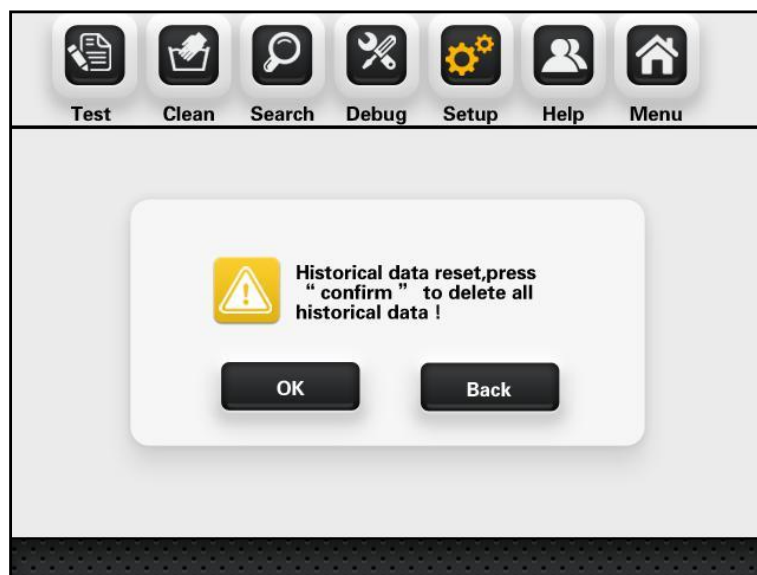 Test Clean Search Debug Setup Help Menu
Historical data reset,press
“ confirm ” to delete all
historical data !
OK Back